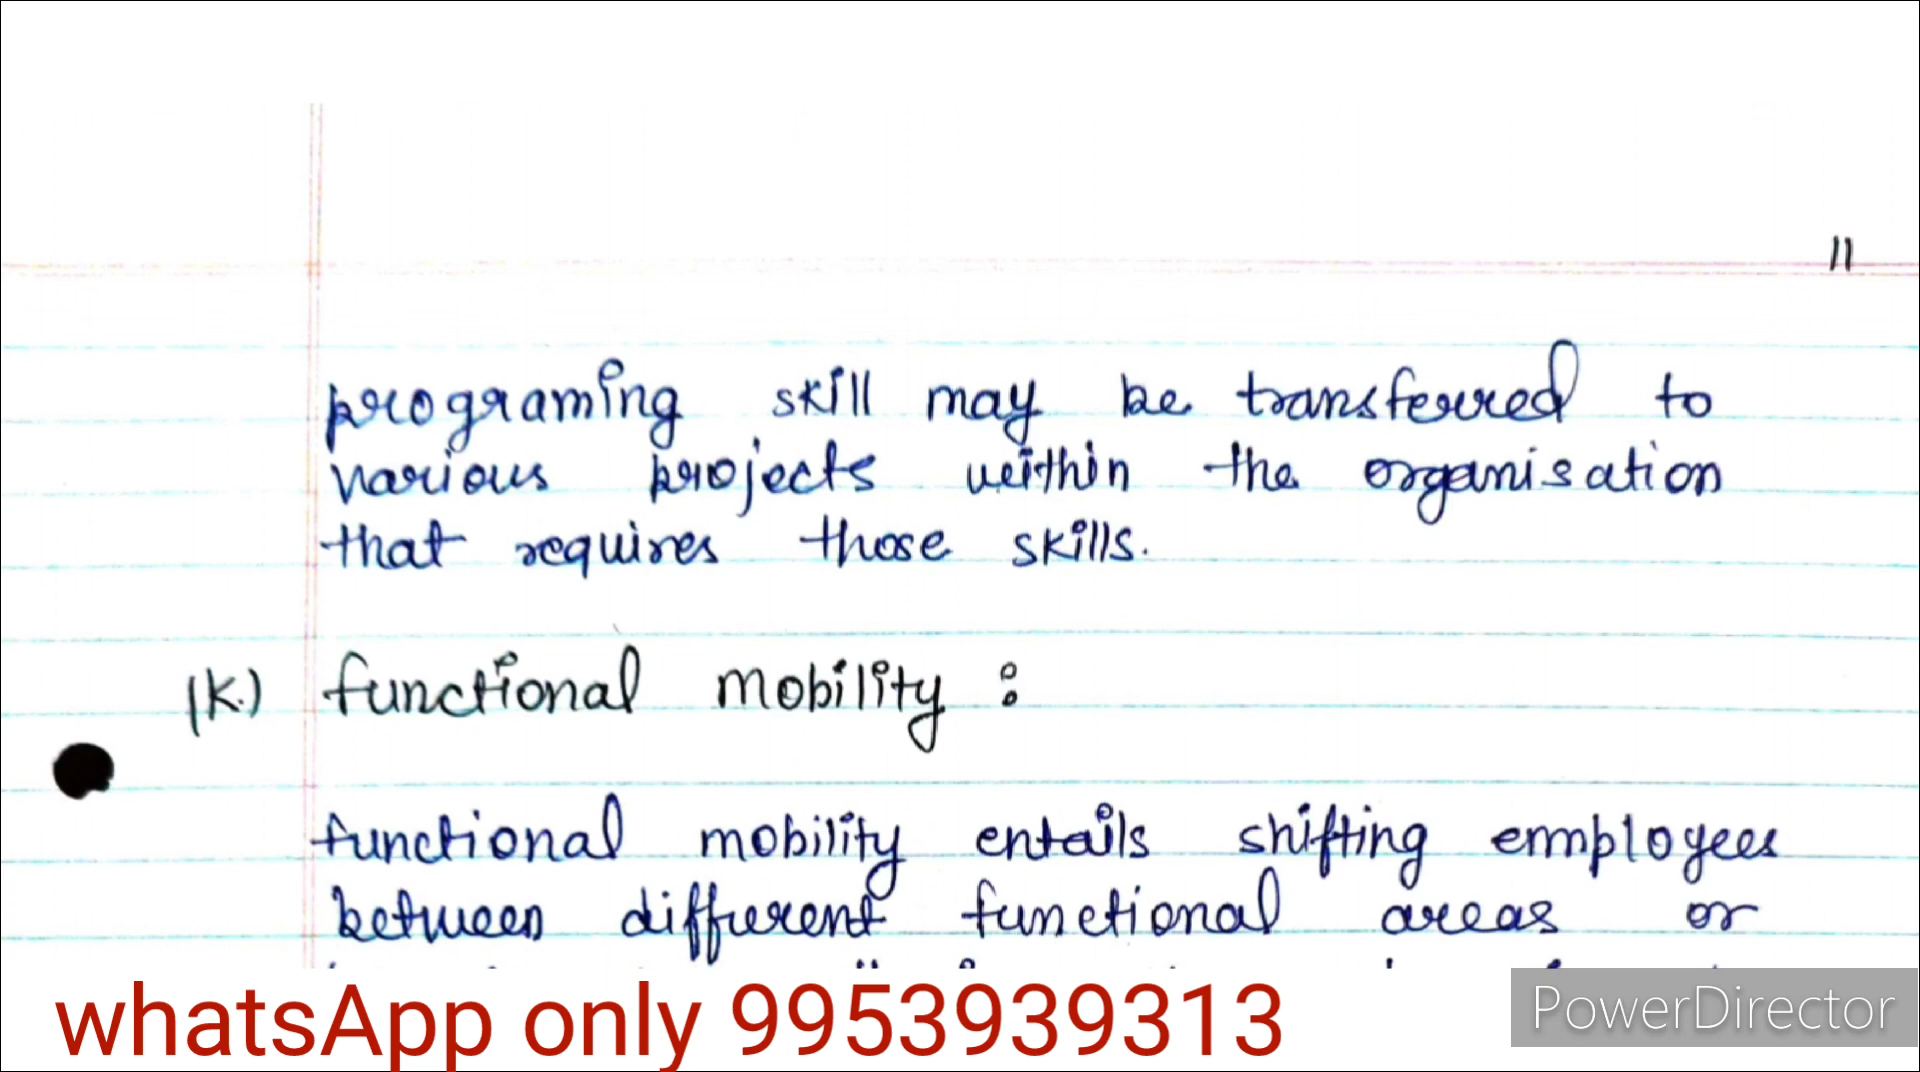 11
programing skill may be transferred to
various projects within the organisation
that requires those skills.
(K.) functional mobility :
functional mobility entails shifting employees
between different functional areas or
whatsApp only 9953939313
PowerDirector